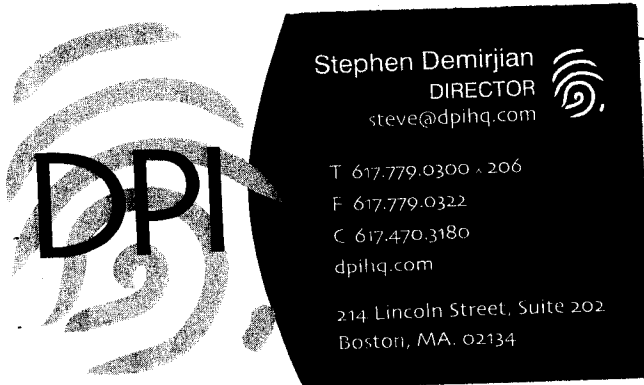 DPI
Stephen Demirjian
DIRECTOR
steve@dpihq.com
T 617.779.0300 x 206
F 617.779.0322
C 617.470.3180
dpihq.com
214 Lincoln Street, Suite 202
Boston, MA. 02134